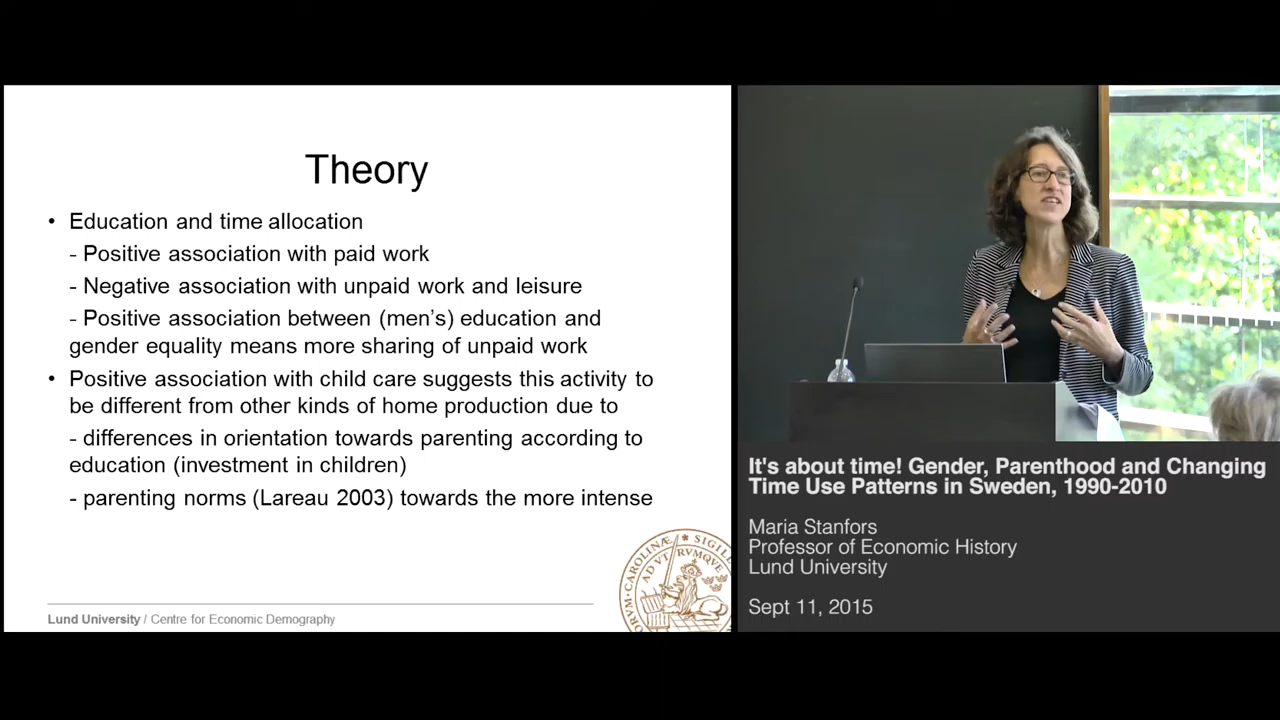 Theory
• Education and time allocation
- Positive association with paid work
- Negative association with unpaid work and leisure
- Positive association between (men's) education and
gender equality means more sharing of unpaid work
• Positive association with child care suggests this activity to
be different from other kinds of home production due to
- differences in orientation towards parenting according to
education (investment in children)
- parenting norms (Lareau 2003) towards the more intense
Lund University / Centre for Economic Demography
CAROLINÆ * SIGILL
AD VTRVMQVE
It's about time! Gender, Parenthood and Changing
Time Use Patterns in Sweden, 1990-2010
Maria Stanfors
Professor of Economic History
Lund University
Sept 11, 2015